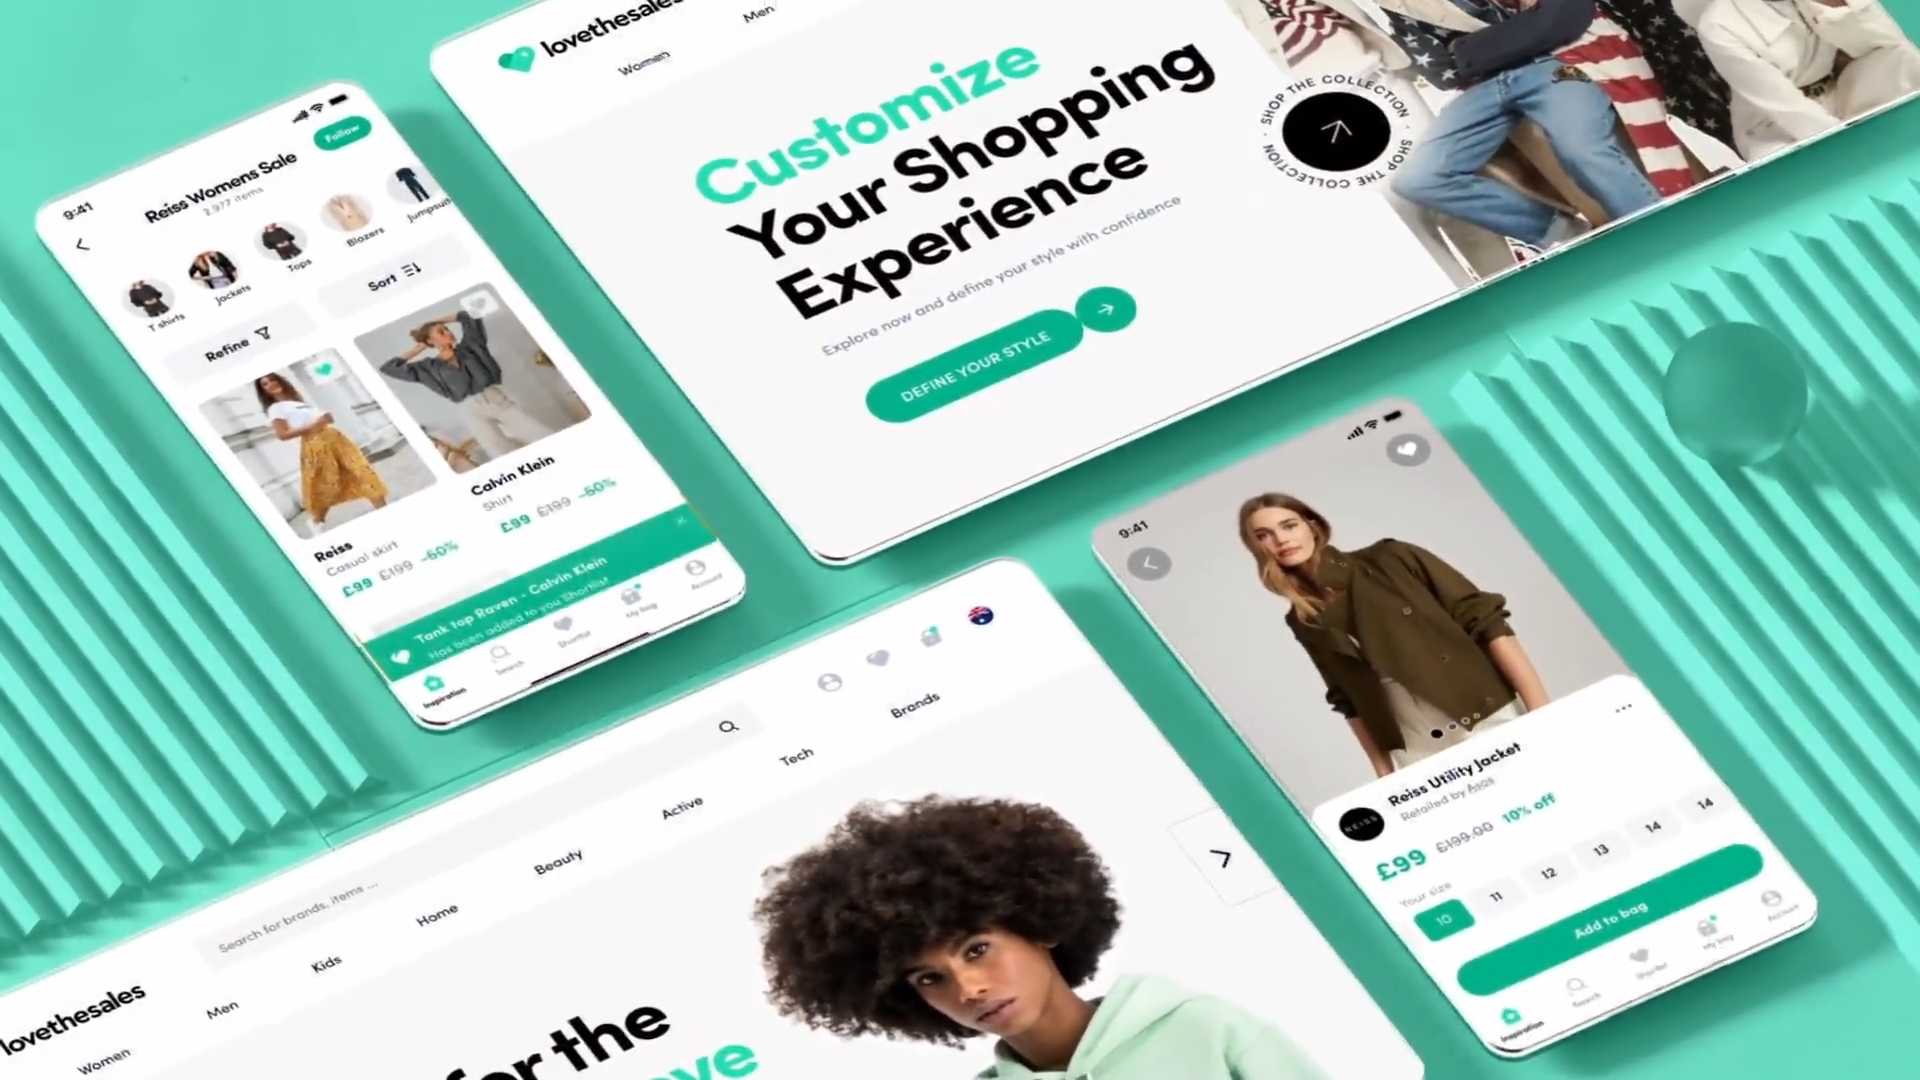 9:41
Follow
Reiss Womens Sale
2,977 items
T shirts
Jackets
Tops
Blazers
Refine
Sort
Reiss
Casual skirt
£99 £199 -60%
Calvin Klein
Shirt
£99 £199 -60%
Tank top Raven - Calvin Klein
Has been added to you Shortlist
Inspiration
Search
Shortlist
My bag
Account
lovethesales
Women
Men
Customize
Your Shopping
Experience
Explore now and define your style with confidence
DEFINE YOUR STYLE
SHOP THE COLLECTION · SHOP THE COLLECTION ·
lovethesales
Search for brands, items ...
Women
Men
Kids
Home
Beauty
Active
Tech
Brands
for the
9:41
REISS
Reiss Utility Jacket
Retailed by Asos
£99 £199.00 10% off
Your size
10 11 12 13 14 14
Add to bag
Inspiration
Search
Shortlist
My bag
Account